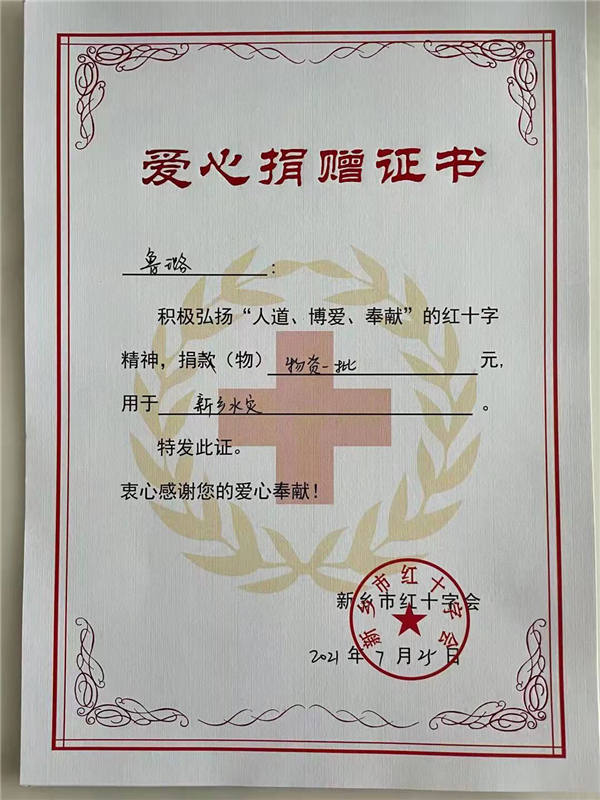 爱心捐赠证书
鲁璐：
积极弘扬“人道、博爱、奉献”的红十字
精神，捐款（物）物资一批元，
用于新乡水灾。
特发此证。
衷心感谢您的爱心奉献！
新乡市红十字会
2021年7月25日
新乡市红十字会